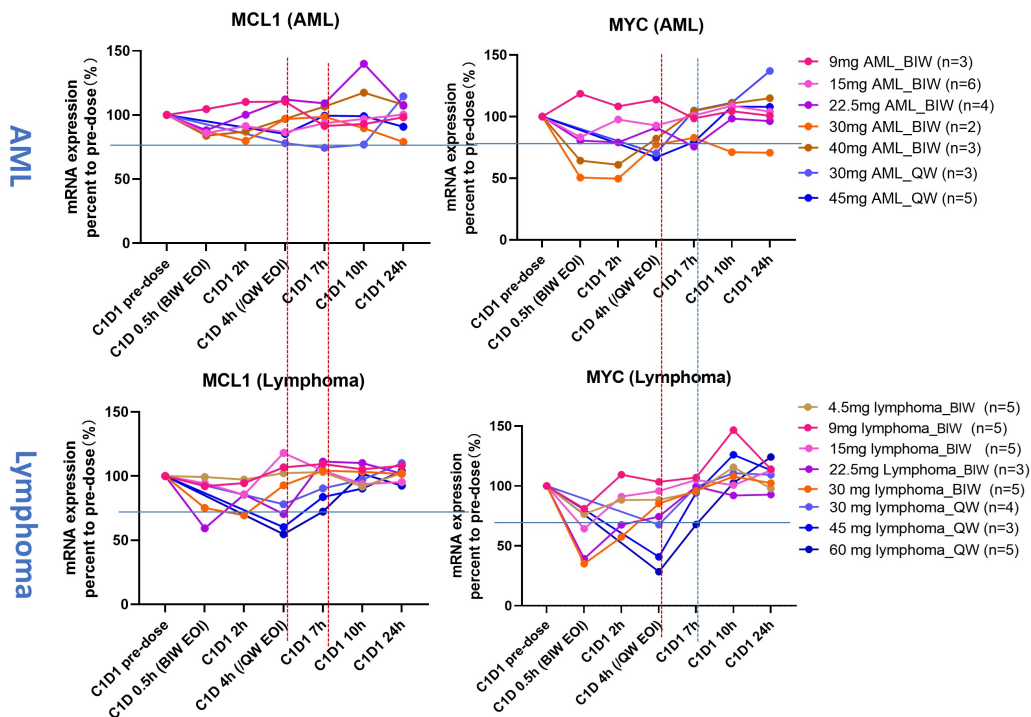 AML
MCL1 (AML)
mRNA expression
percent to pre-dose (%)
150
100
50
0
C1D1 pre-dose
C1D 0.5h (BIW EOI)
C1D1 2h
C1D 4h (/QW EOI)
C1D1 7h
C1D1 10h
C1D1 24h
MYC (AML)
mRNA expression
percent to pre-dose (%)
150
100
50
0
C1D1 pre-dose
C1D 0.5h (BIW EOI)
C1D1 2h
C1D 4h (/QW EOI)
C1D1 7h
C1D1 10h
C1D1 24h
9mg AML_BIW (n=3)
15mg AML_BIW (n=6)
22.5mg AML_BIW (n=4)
30mg AML_BIW (n=2)
40mg AML_BIW (n=3)
30mg AML_QW (n=3)
45mg AML_QW (n=5)
Lymphoma
MCL1 (Lymphoma)
mRNA expression
percent to pre-dose (%)
150
100
50
0
C1D1 pre-dose
C1D 0.5h (BIW EOI)
C1D1 2h
C1D 4h (/QW EOI)
C1D1 7h
C1D1 10h
C1D1 24h
MYC (Lymphoma)
mRNA expression
percent to pre-dose (%)
150
100
50
0
C1D1 pre-dose
C1D 0.5h (BIW EOI)
C1D1 2h
C1D 4h (/QW EOI)
C1D1 7h
C1D1 10h
C1D1 24h
4.5mg lymphoma_BIW (n=5)
9mg lymphoma_BIW (n=5)
15mg lymphoma_BIW (n=5)
22.5mg Lymphoma_BIW (n=3)
30 mg lymphoma_BIW (n=5)
30 mg lymphoma_QW (n=4)
45 mg lymphoma_QW (n=3)
60 mg lymphoma_QW (n=5)